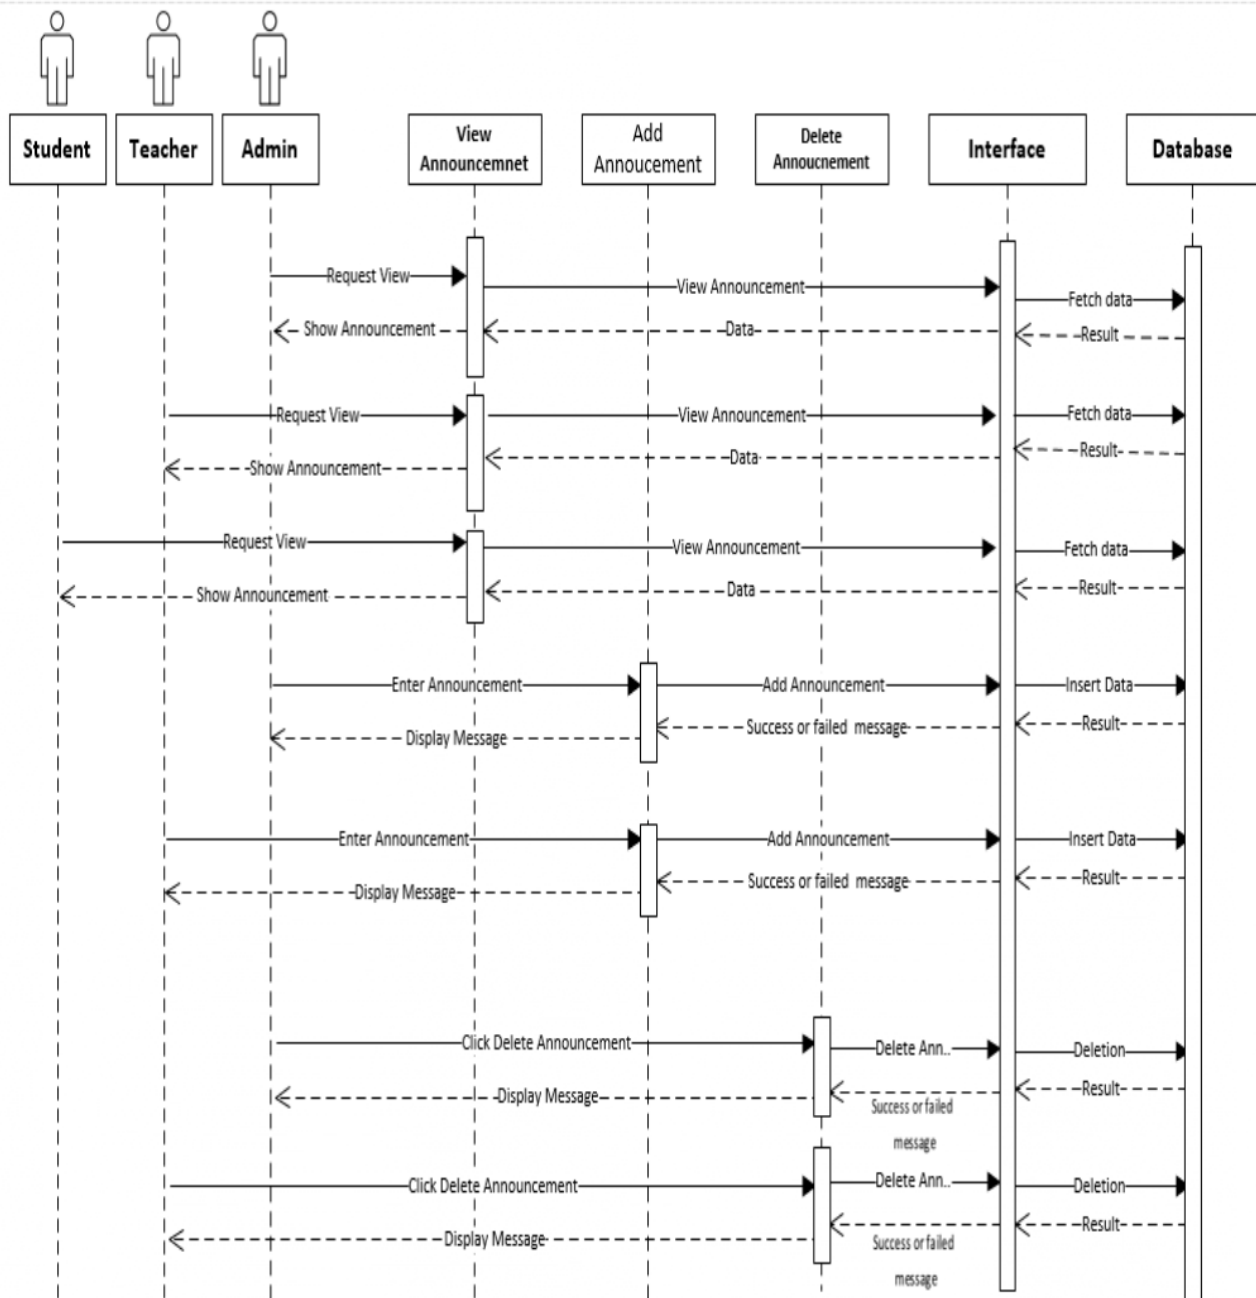 Student
Teacher
Admin
View
Announcemnet
Add
Annoucement
Delete
Annoucnement
Interface
Database
Request View
View Announcement
Fetch data
Show Announcement
Data
Result
Request View
View Announcement
Fetch data
Show Announcement
Data
Result
Request View
View Announcement
Fetch data
Show Announcement
Data
Result
Enter Announcement
Add Announcement
Insert Data
Display Message
Success or failed message
Result
Enter Announcement
Add Announcement
Insert Data
Display Message
Success or failed message
Result
Click Delete Announcement
Delete Ann..
Deletion
Display Message
Success or failed
message
Result
Click Delete Announcement
Delete Ann..
Deletion
Display Message
Success or failed
message
Result